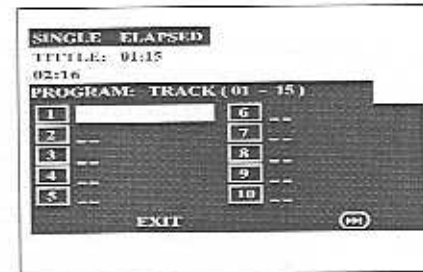 SINGLE ELAPSED
TITTLE: 01:15
02:16
PROGRAM: TRACK (01 - 15)
1 6 _ _
2 _ _ 7 _ _
3 _ _ 8 _ _
4 _ _ 9 _ _
5 _ _ 10 _ _
EXIT